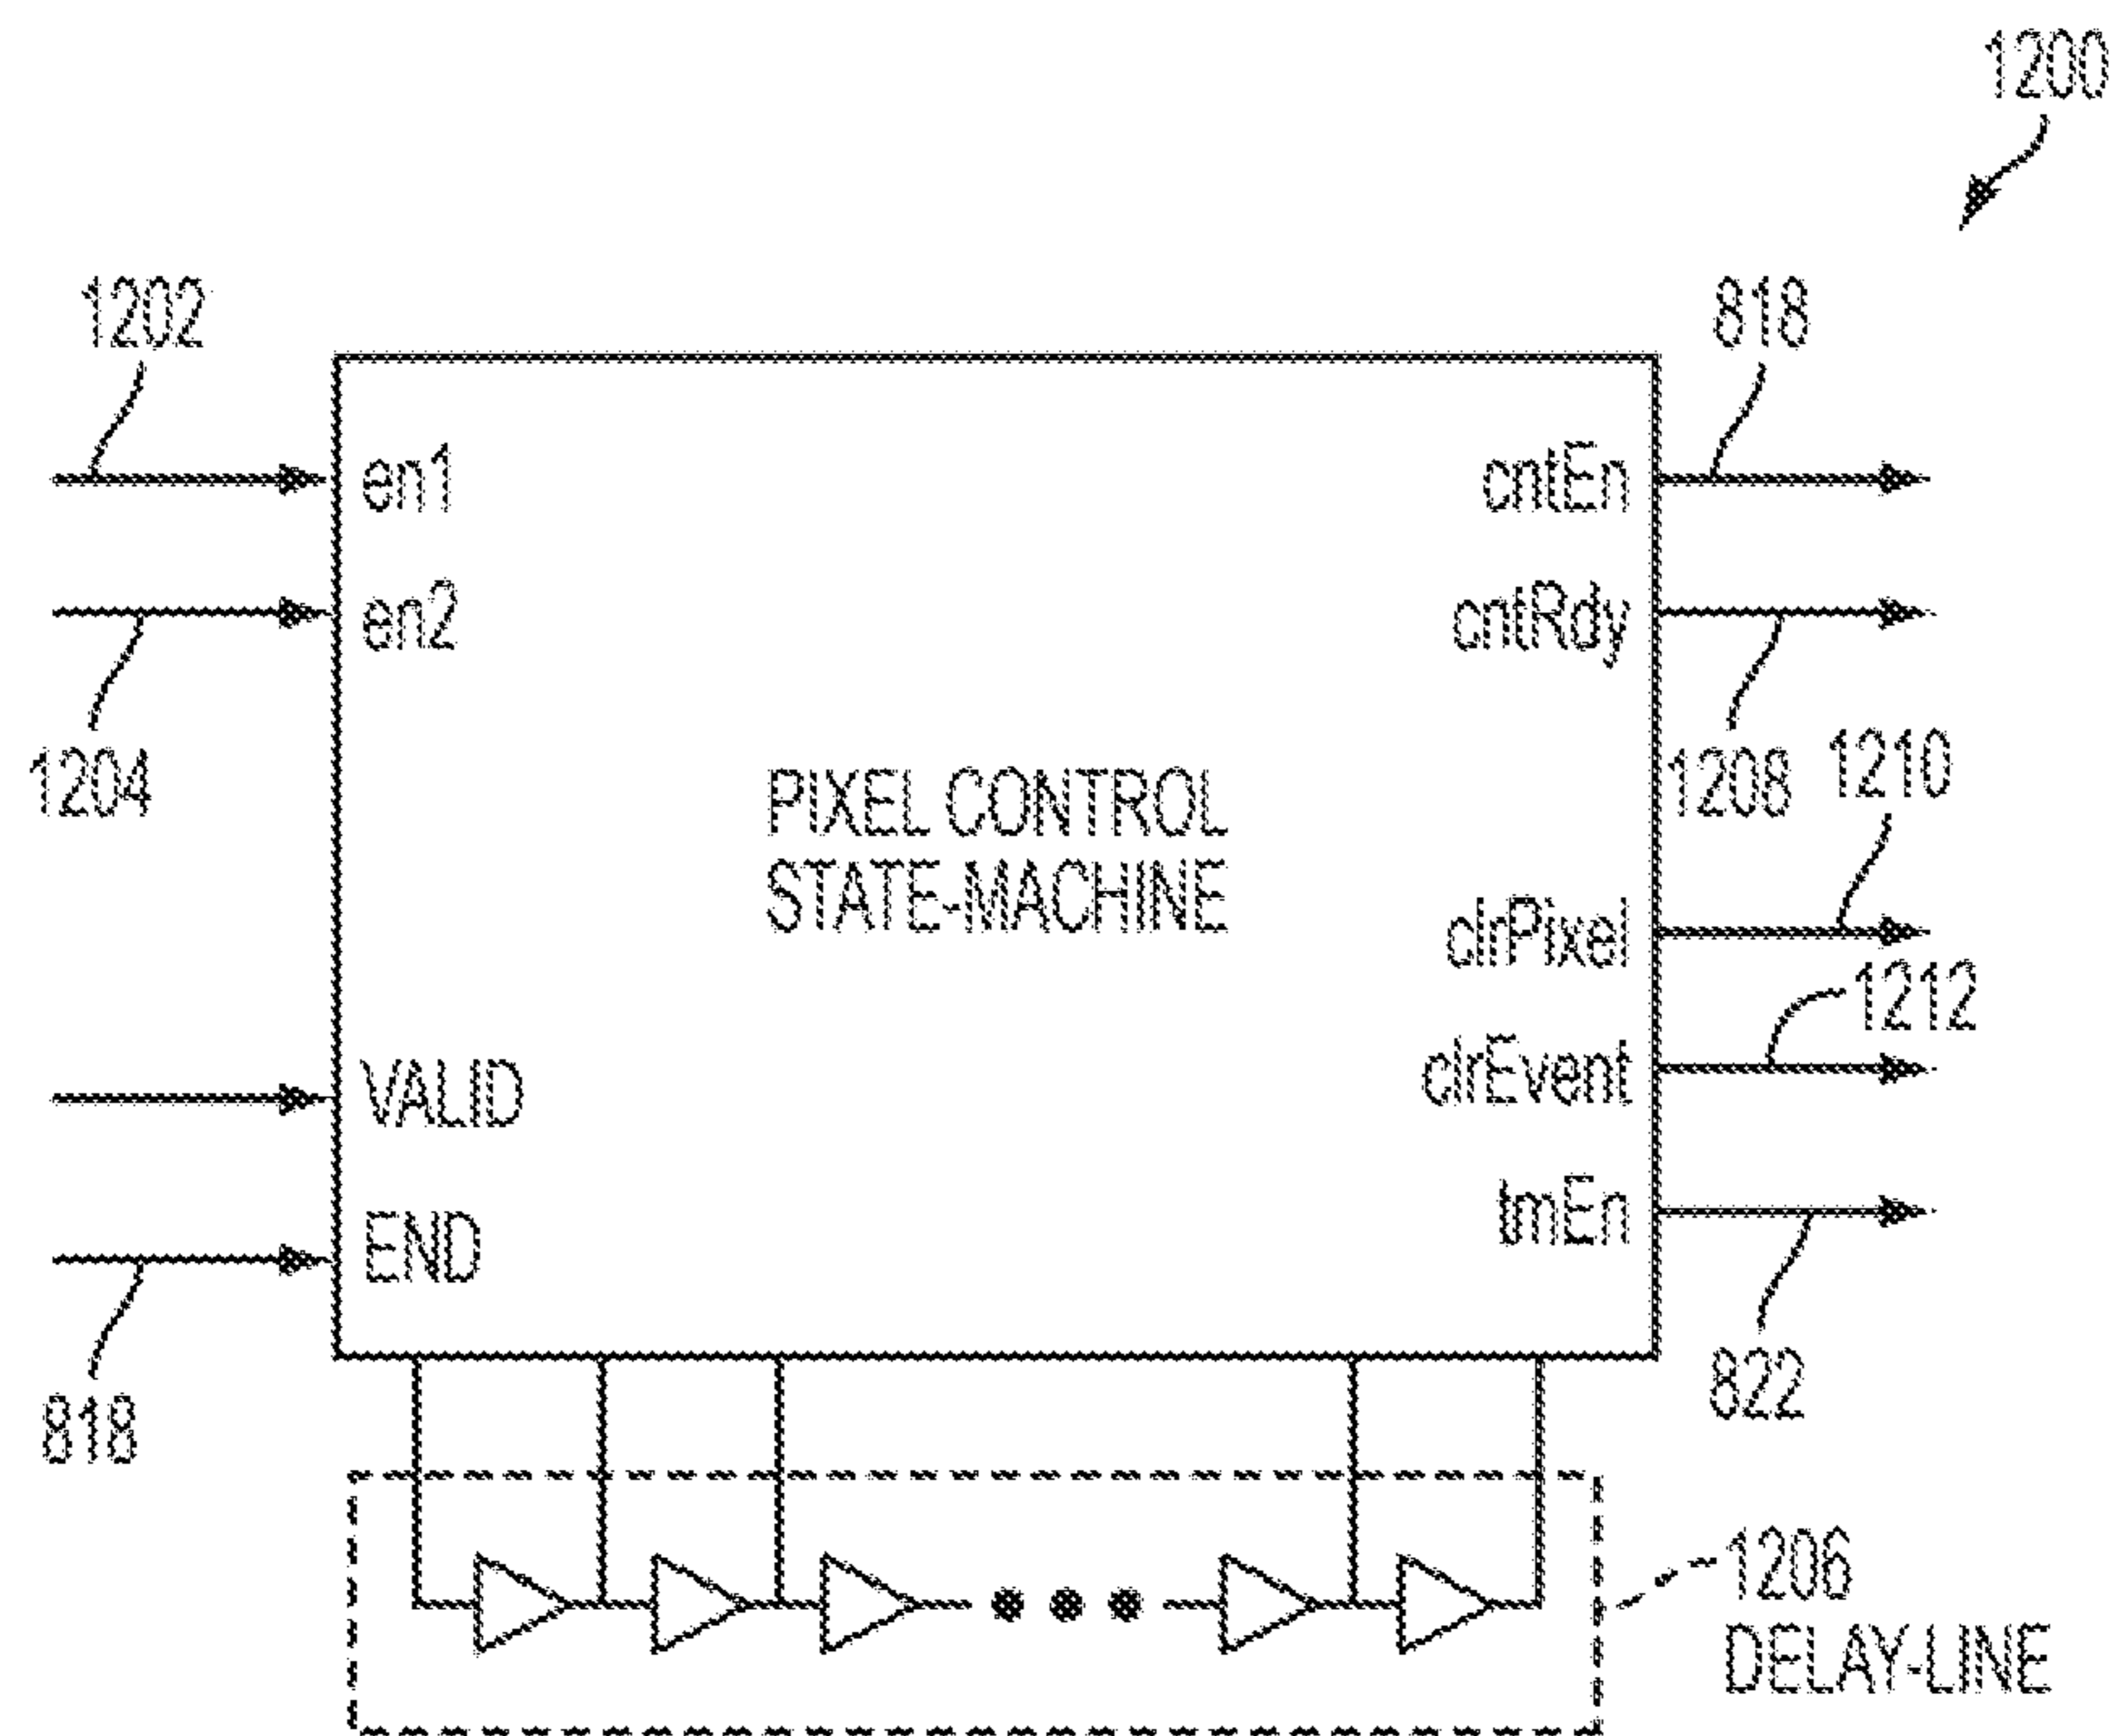 1200
1202
818
en1
cntEn
en2
cntRdy
1204
1208
1210
PIXEL CONTROL
STATE-MACHINE
clrPixel
1212
VALID
clrEvent
END
tmEn
818
822
1206
DELAY-LINE